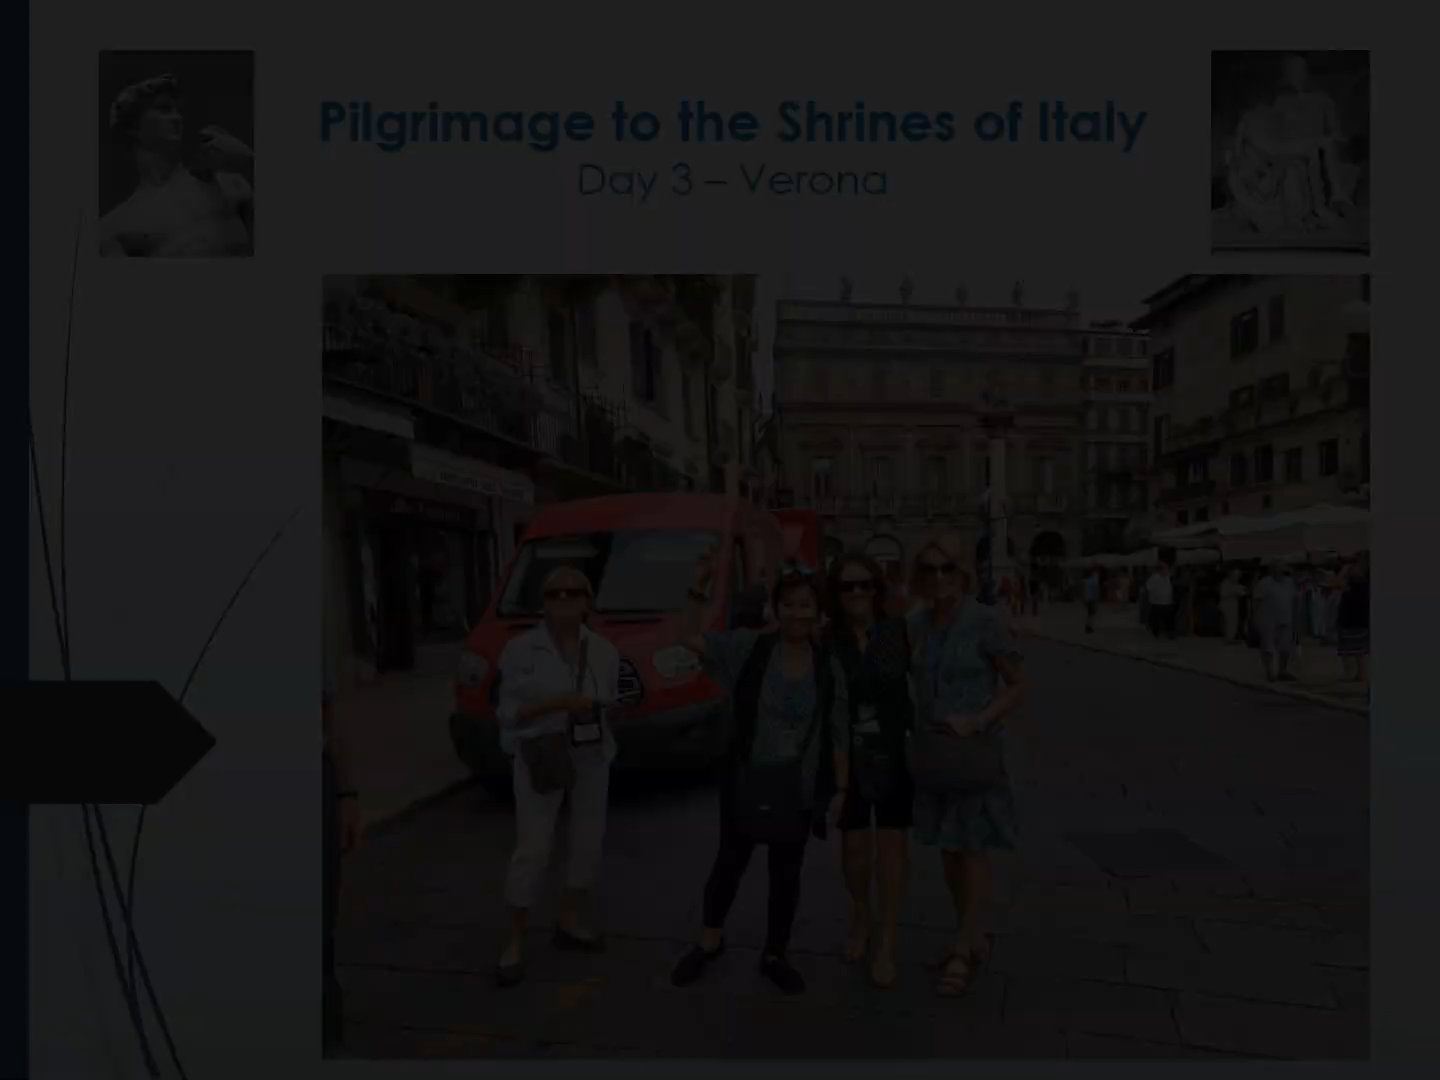 Pilgrimage to the Shrines of Italy
Day 3 – Verona